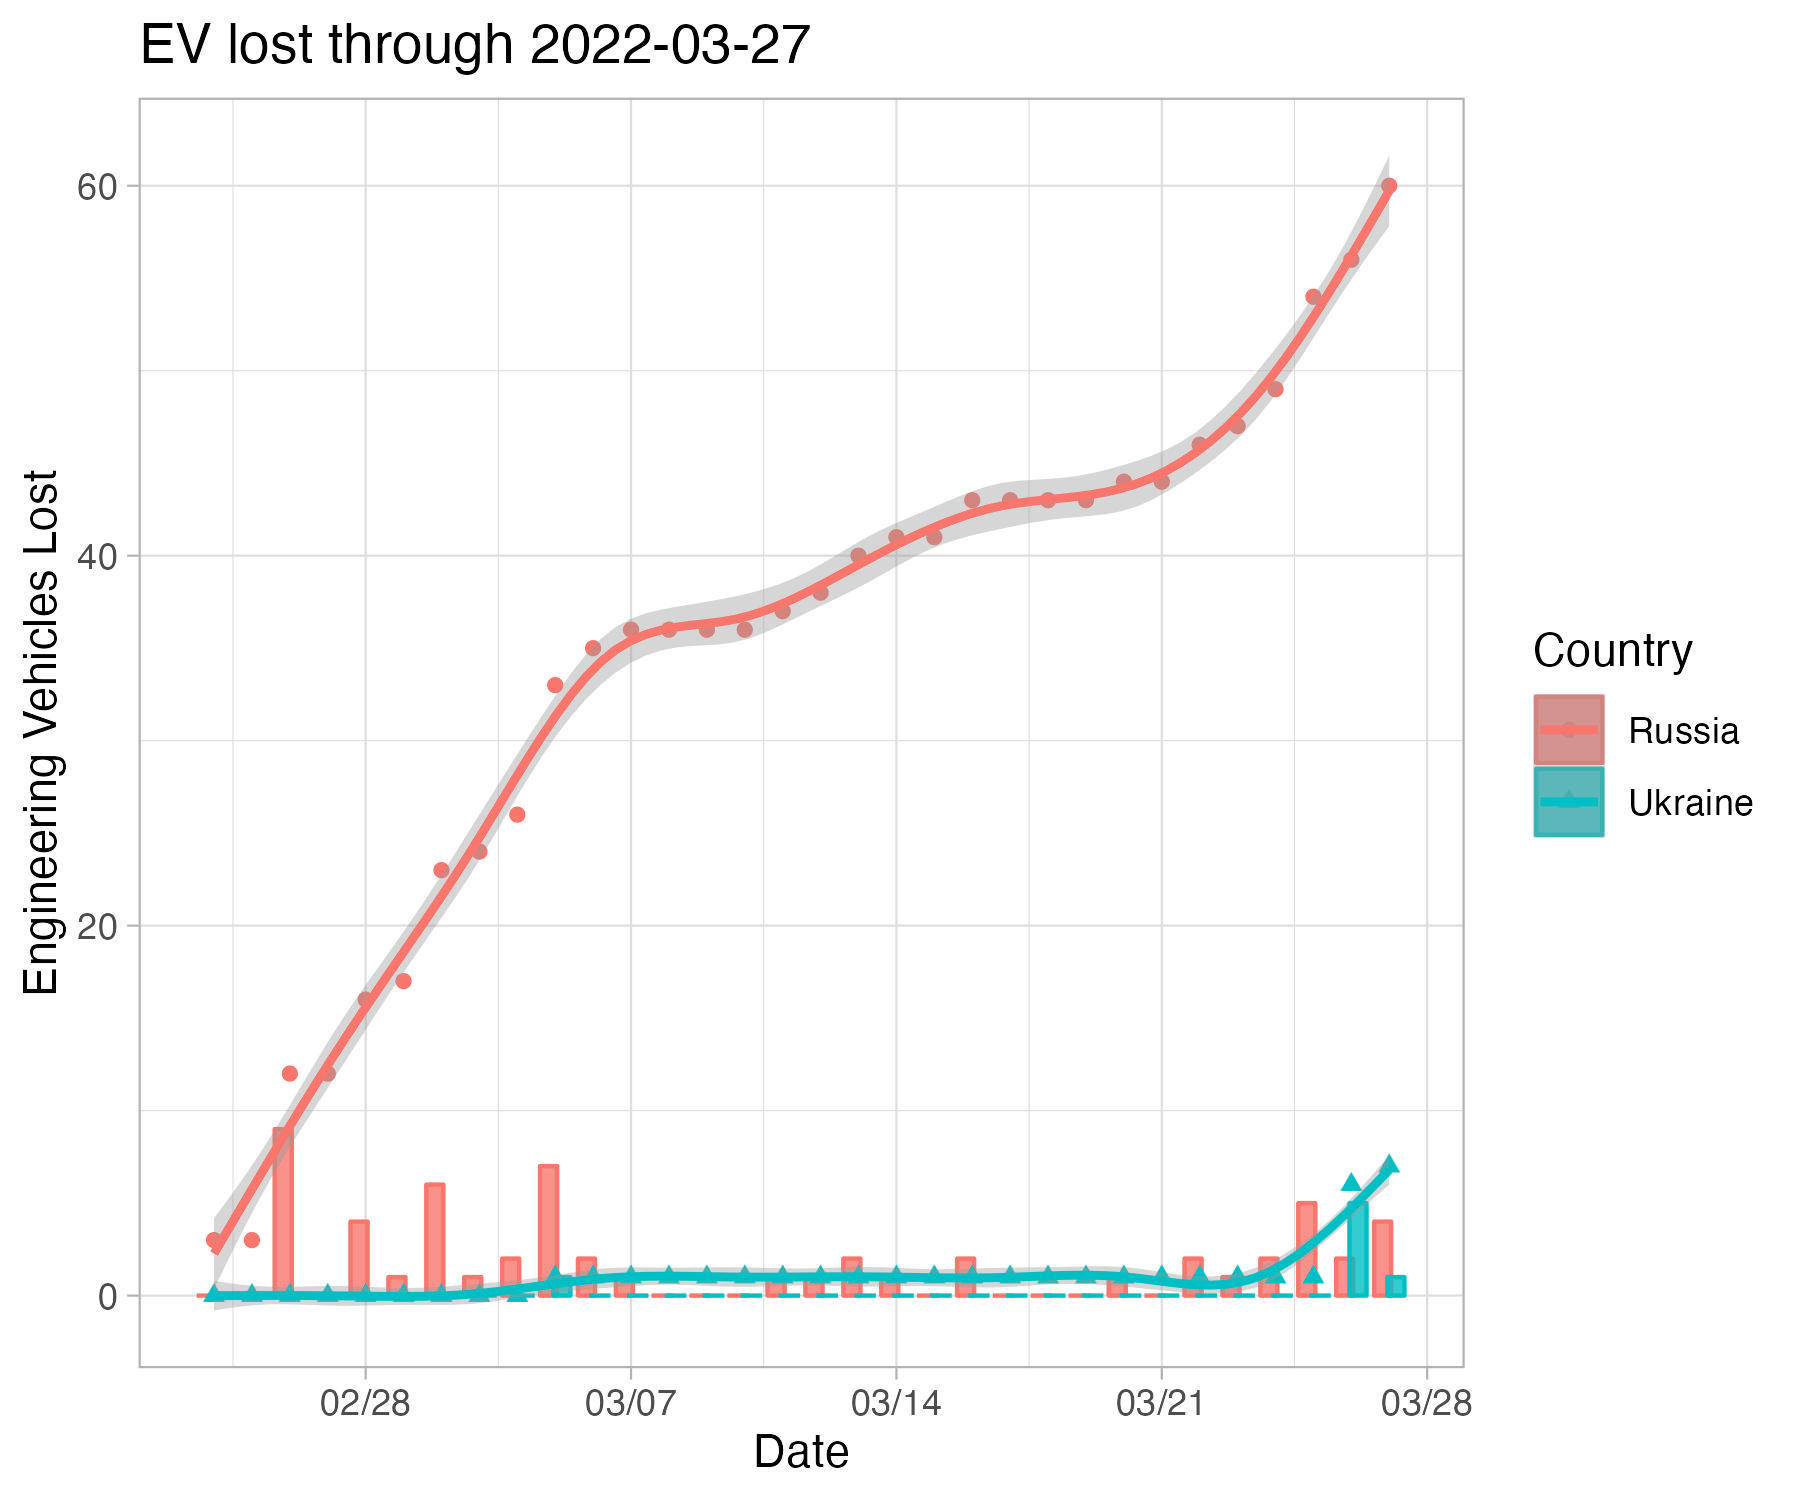 EV lost through 2022-03-27
Engineering Vehicles Lost
60
40
20
0
02/28 03/07 03/14 03/21 03/28
Date
Country
Russia
Ukraine